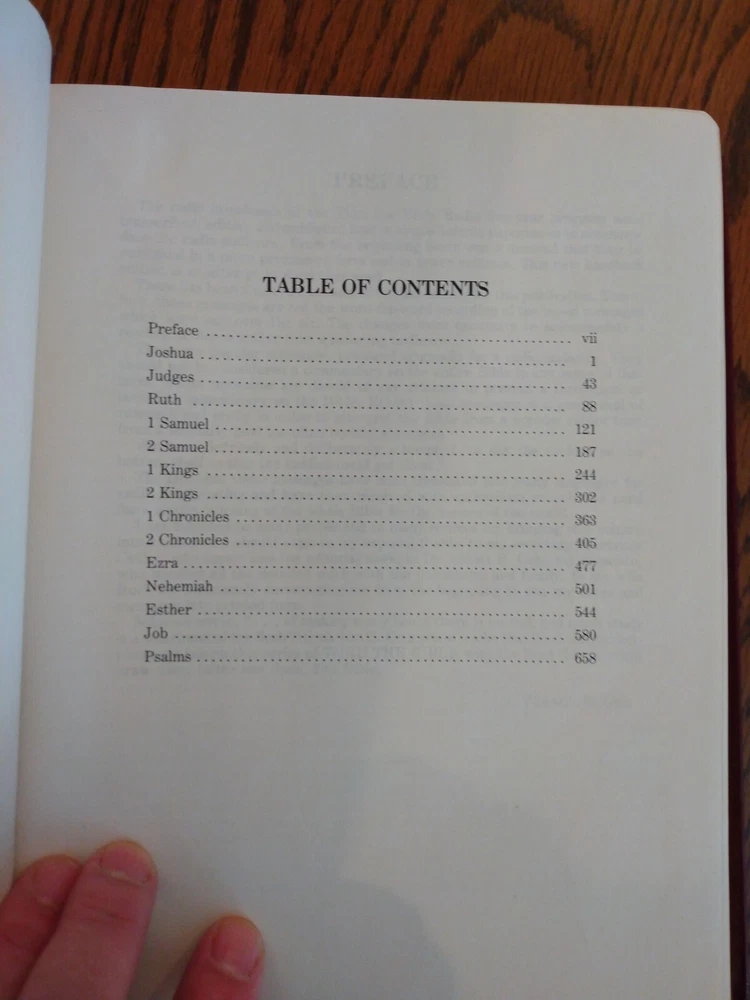 TABLE OF CONTENTS
Preface ........................................ vii
Joshua ........................................ 1
Judges ........................................ 43
Ruth ........................................ 88
1 Samuel ........................................ 121
2 Samuel ........................................ 187
1 Kings ........................................ 244
2 Kings ........................................ 302
1 Chronicles ........................................ 363
2 Chronicles ........................................ 405
Ezra ........................................ 477
Nehemiah ........................................ 501
Esther ........................................ 544
Job ........................................ 580
Psalms ........................................ 658